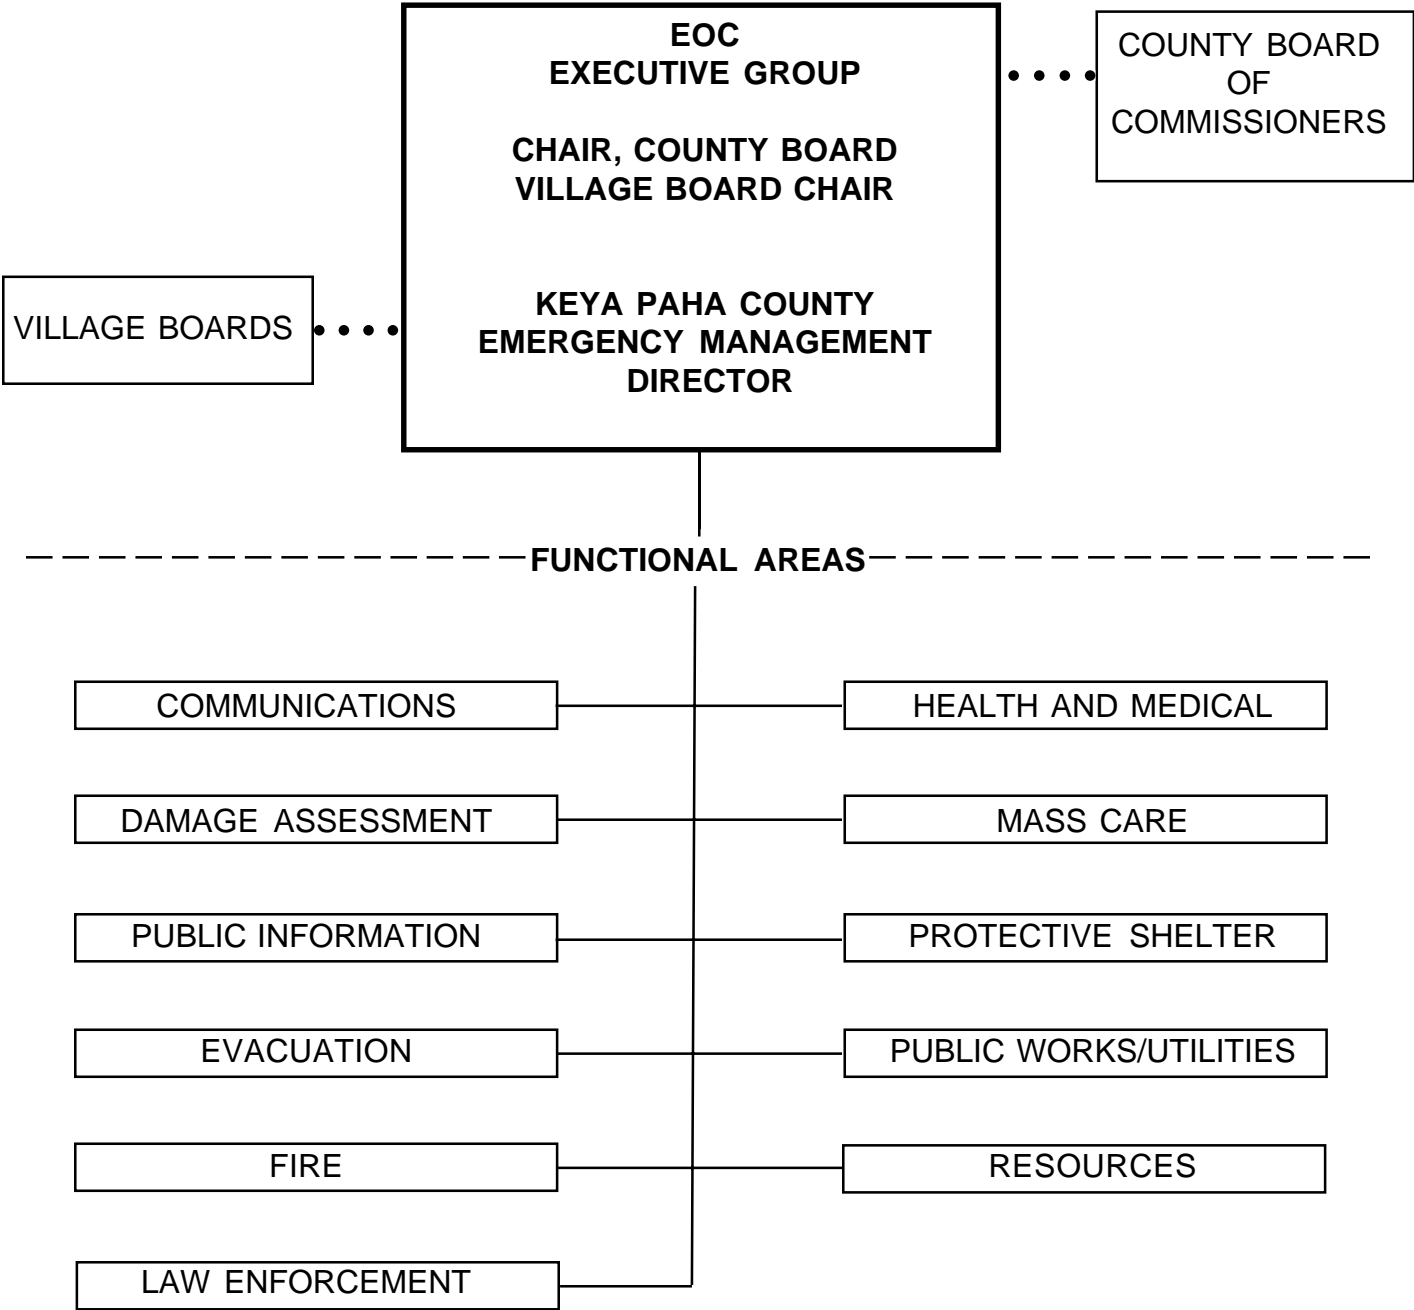 EOC
EXECUTIVE GROUP
CHAIR, COUNTY BOARD
VILLAGE BOARD CHAIR
KEYA PAHA COUNTY
EMERGENCY MANAGEMENT
DIRECTOR
COUNTY BOARD
OF
COMMISSIONERS
VILLAGE BOARDS
FUNCTIONAL AREAS
COMMUNICATIONS
HEALTH AND MEDICAL
DAMAGE ASSESSMENT
MASS CARE
PUBLIC INFORMATION
PROTECTIVE SHELTER
EVACUATION
PUBLIC WORKS/UTILITIES
FIRE
RESOURCES
LAW ENFORCEMENT